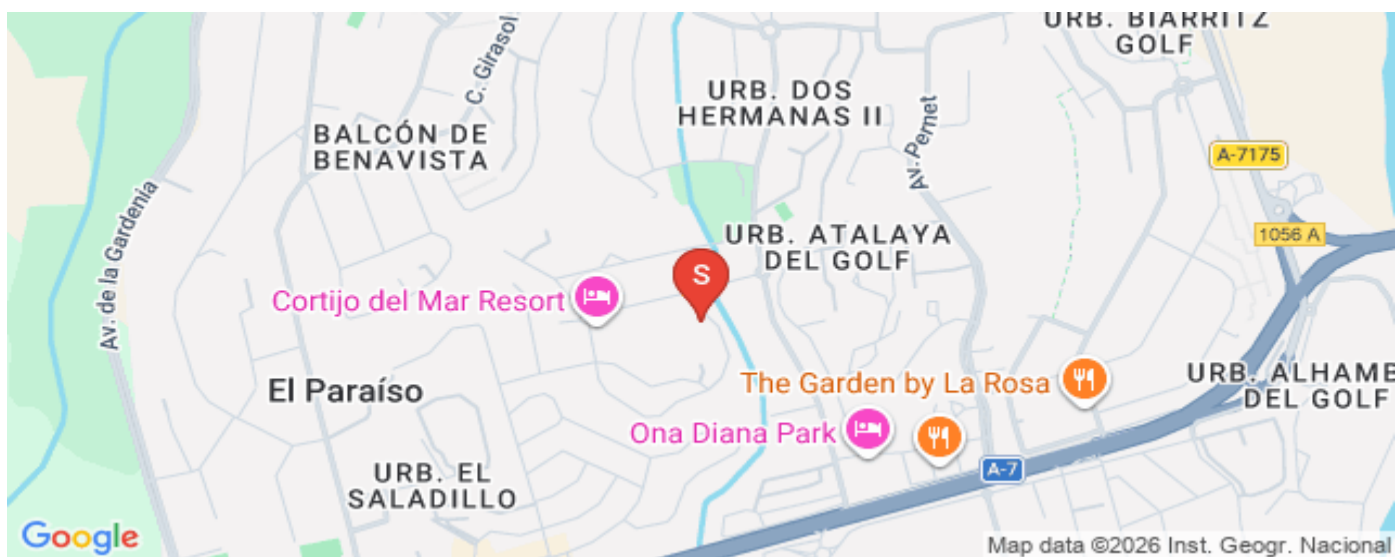 URB. BIARRITZ
GOLF
C. Girasol
URB. DOS
HERMANAS II
BALCÓN DE
BENAVISTA
Av. Pernet
A-7175
Av. de la Gardenia
URB. ATALAYA
DEL GOLF
1056 A
S
Cortijo del Mar Resort
El Paraíso
The Garden by La Rosa
URB. ALHAMB
DEL GOLF
Ona Diana Park
A-7
URB. EL
SALADILLO
Google
Map data ©2026 Inst. Geogr. Nacional